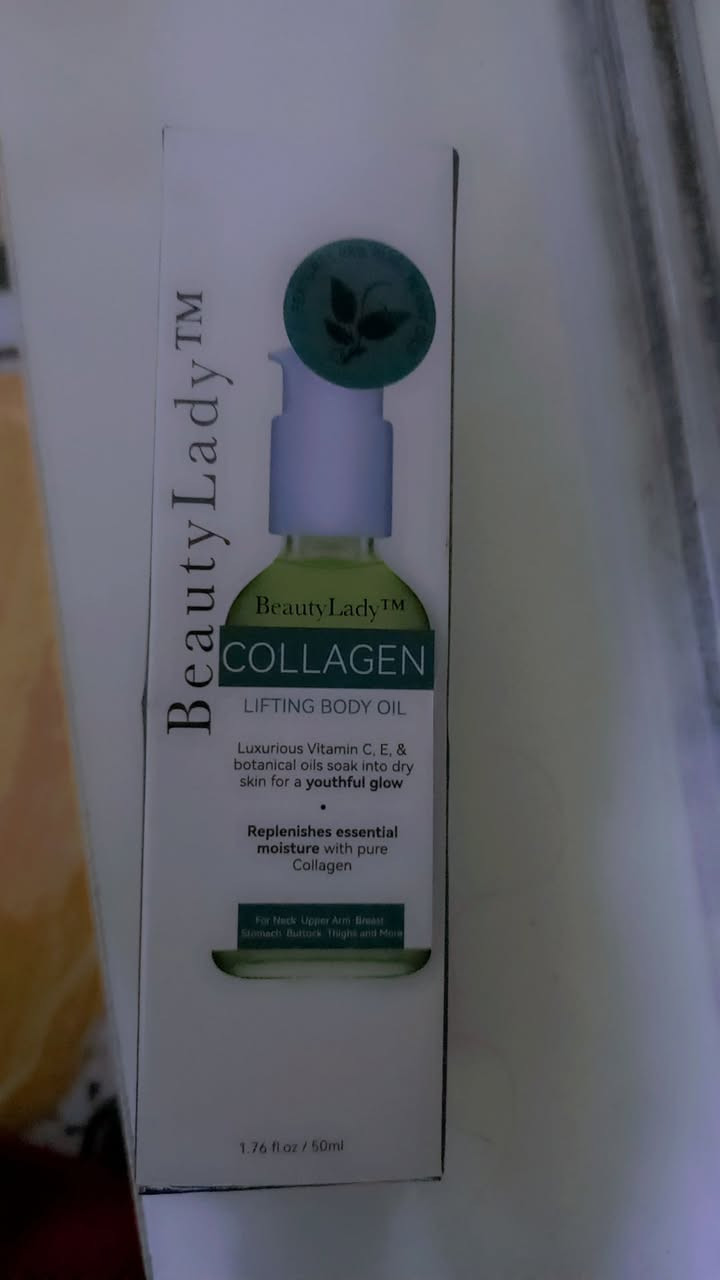 BeautyLady™
BeautyLady™
COLLAGEN
LIFTING BODY OIL
Luxurious Vitamin C, E, &
botanical oils soak into dry
skin for a youthful glow
•
Replenishes essential
moisture with pure
Collagen
For Neck Upper Arm Breast
Stomach Buttock Thighs and More
1.76 fl.oz / 50ml